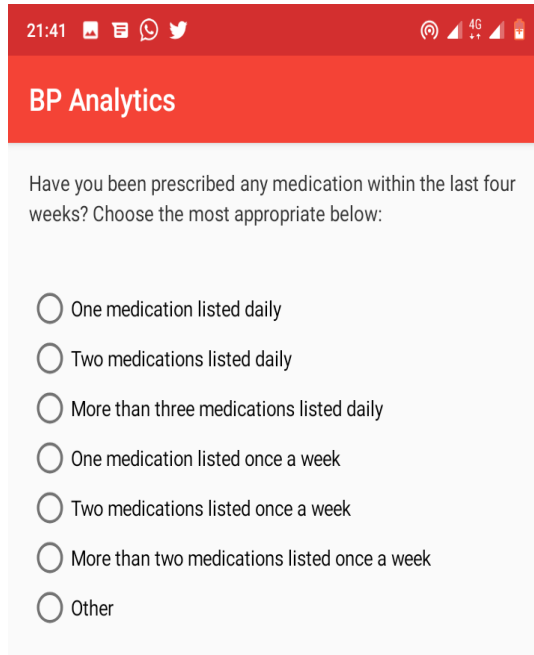 21:41
4G
BP Analytics
Have you been prescribed any medication within the last four
weeks? Choose the most appropriate below:
One medication listed daily
Two medications listed daily
More than three medications listed daily
One medication listed once a week
Two medications listed once a week
More than two medications listed once a week
Other